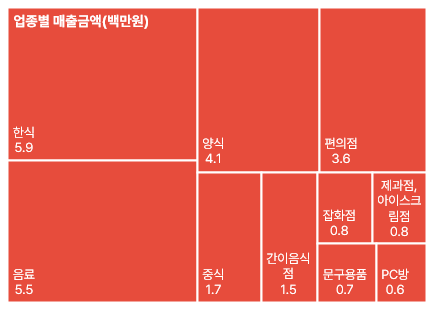 업종별 매출금액(백만원)
한식
5.9
양식
4.1
편의점
3.6
음료
5.5
중식
1.7
간이음식
점
1.5
잡화점
0.8
제과점,
아이스크
림점
0.8
문구용품
0.7
PC방
0.6